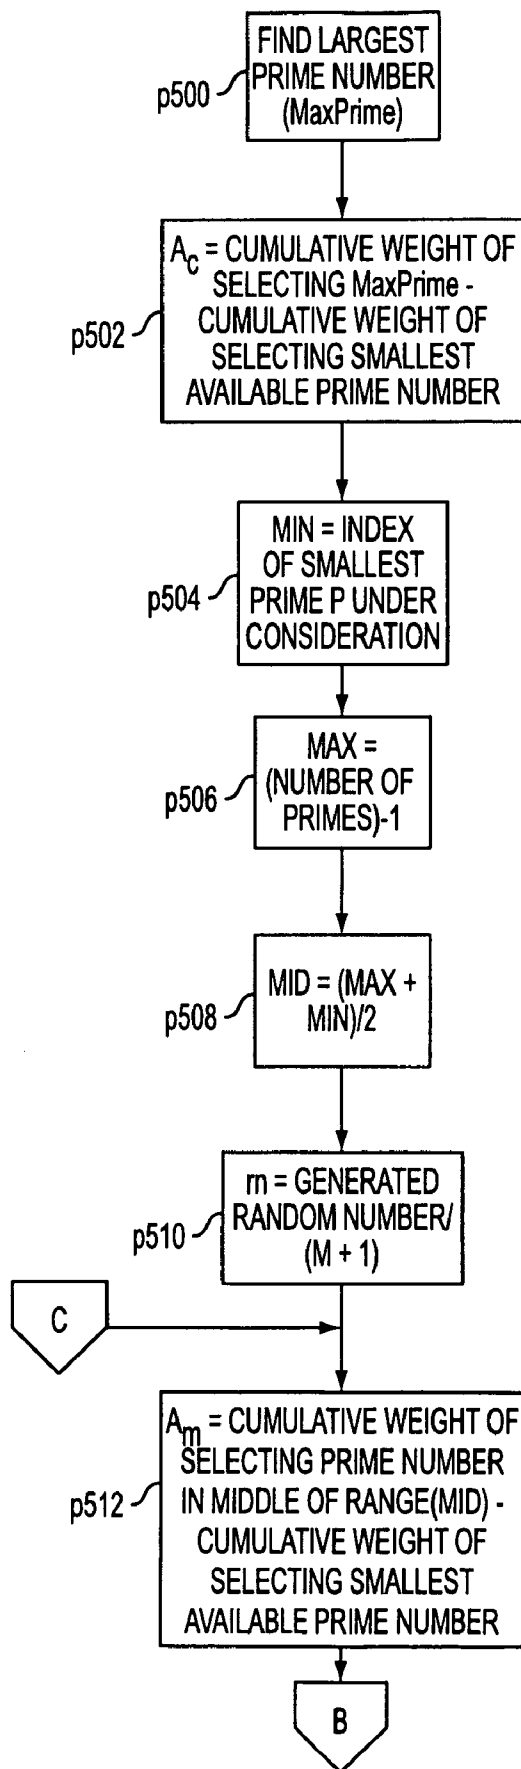 FIND LARGEST
PRIME NUMBER
(MaxPrime)
p500
A_c = CUMULATIVE WEIGHT OF
SELECTING MaxPrime -
CUMULATIVE WEIGHT OF
SELECTING SMALLEST
AVAILABLE PRIME NUMBER
p502
MIN = INDEX
OF SMALLEST
PRIME P UNDER
CONSIDERATION
p504
MAX =
(NUMBER OF
PRIMES)-1
p506
MID = (MAX +
MIN)/2
p508
rn = GENERATED
RANDOM NUMBER/
(M + 1)
p510
C
A_m = CUMULATIVE WEIGHT OF
SELECTING PRIME NUMBER
IN MIDDLE OF RANGE(MID) -
CUMULATIVE WEIGHT OF
SELECTING SMALLEST
AVAILABLE PRIME NUMBER
p512
B